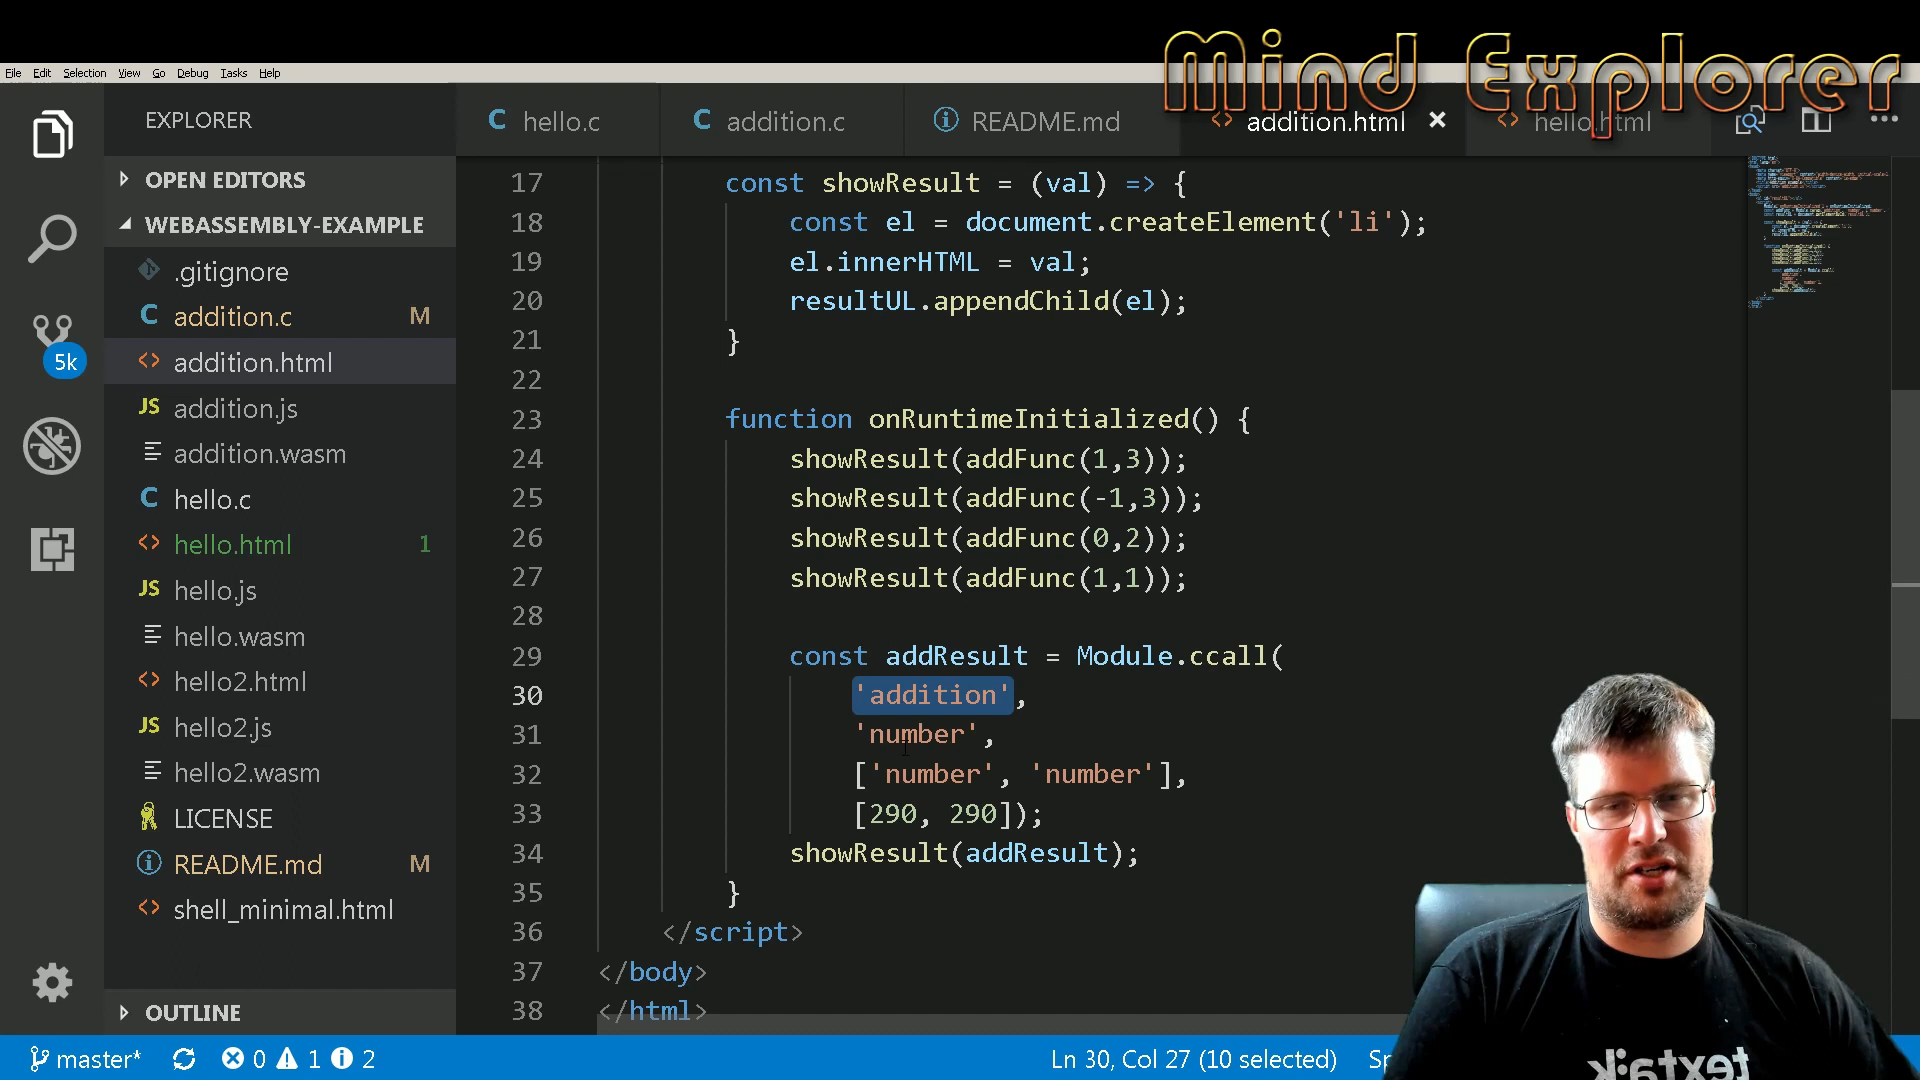 Mind Explorer
File Edit Selection View Go Debug Tasks Help
EXPLORER
hello.c
addition.c
README.md
addition.html
hello.html
OPEN EDITORS
WEBASSEMBLY-EXAMPLE
.gitignore
addition.c M
addition.html
addition.js
addition.wasm
hello.c
hello.html 1
hello.js
hello.wasm
hello2.html
hello2.js
hello2.wasm
LICENSE
README.md M
shell_minimal.html
OUTLINE
5k
17 const showResult = (val) => {
18 const el = document.createElement('li');
19 el.innerHTML = val;
20 resultUL.appendChild(el);
21 }
22
23 function onRuntimeInitialized() {
24 showResult(addFunc(1,3));
25 showResult(addFunc(-1,3));
26 showResult(addFunc(0,2));
27 showResult(addFunc(1,1));
28
29 const addResult = Module.ccall(
30 'addition',
31 'number',
32 ['number', 'number'],
33 [290, 290]);
34 showResult(addResult);
35 }
36 </script>
37 </body>
38 </html>
master* 0 1 2
Ln 30, Col 27 (10 selected) Sp
textalk